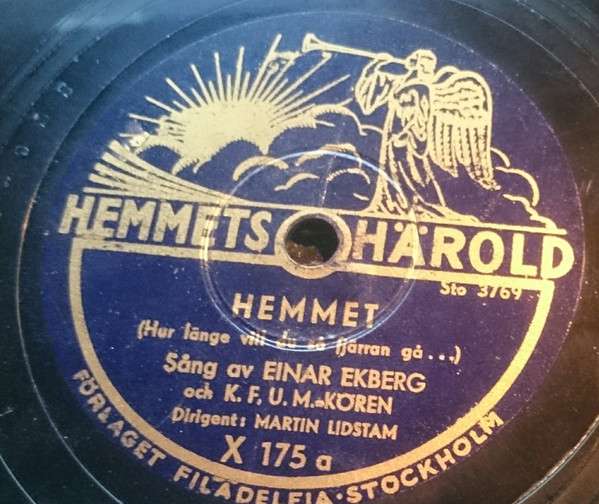 HEMMETS HÄROLD
Sto 3769
HEMMET
(Hur länge vill du så fjärran gå...)
Sång av EINAR EKBERG
och K.F.U.M.-KÖREN
Dirigent: MARTIN LIDSTAM
X 175 a
FÖRLAGET FILADELFIA·STOCKHOLM